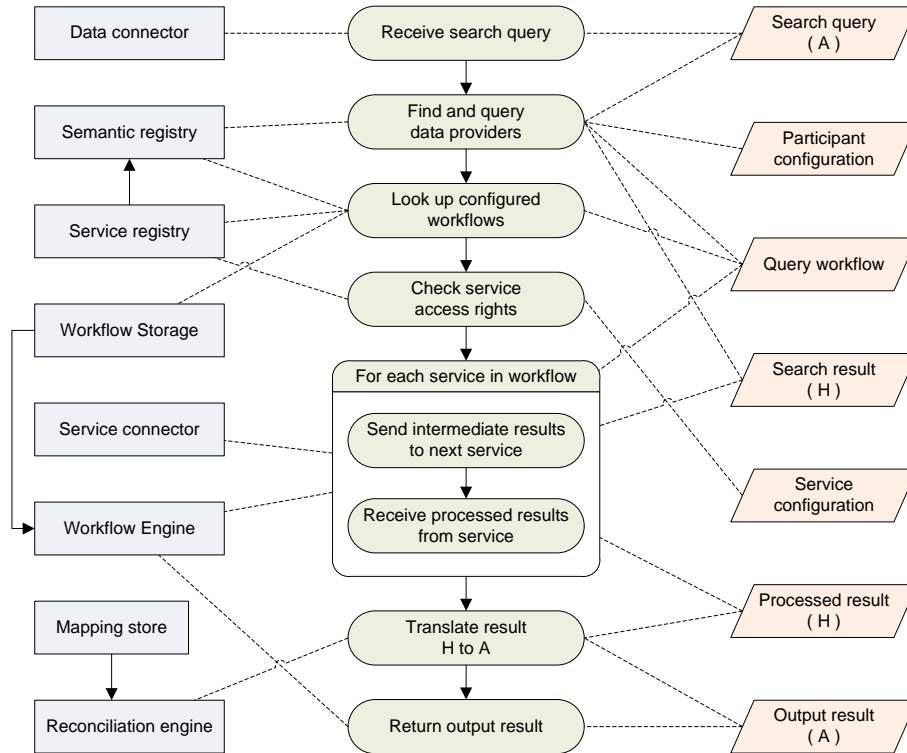 Data connector
Receive search query
Search query
( A )
Semantic registry
Find and query
data providers
Participant
configuration
Service registry
Look up configured
workflows
Query workflow
Workflow Storage
Check service
access rights
For each service in workflow
Search result
( H )
Service connector
Send intermediate results
to next service
Service
configuration
Workflow Engine
Receive processed results
from service
Mapping store
Translate result
H to A
Processed result
( H )
Reconciliation engine
Return output result
Output result
( A )